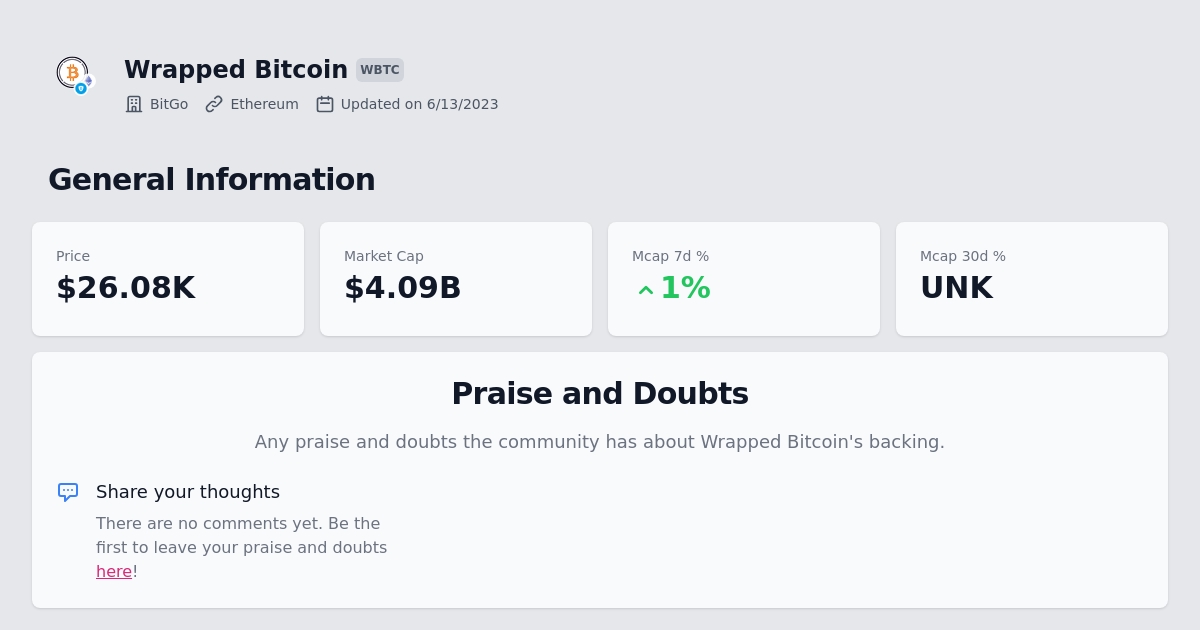 Wrapped Bitcoin WBTC
BitGo Ethereum Updated on 6/13/2023
General Information
Price
$26.08K
Market Cap
$4.09B
Mcap 7d %
1%
Mcap 30d %
UNK
Praise and Doubts
Any praise and doubts the community has about Wrapped Bitcoin's backing.
Share your thoughts
There are no comments yet. Be the
first to leave your praise and doubts
here!